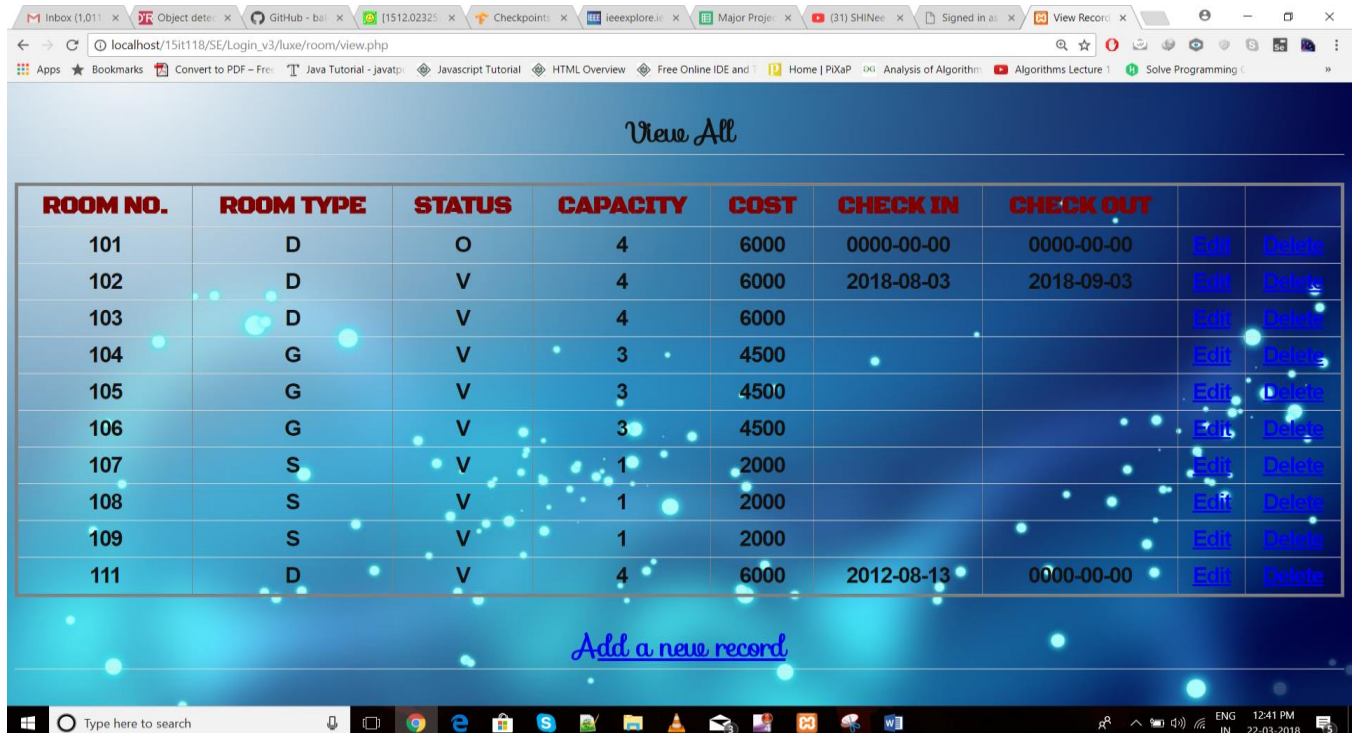 Inbox (1,011
Object detec
GitHub - bal
[1512.02325
Checkpoints
ieeexplore.ie
Major Projec
(31) SHINee
Signed in as
View Record
localhost/15it118/SE/Login_v3/luxe/room/view.php
Apps Bookmarks Convert to PDF – Free Java Tutorial - javatp Javascript Tutorial HTML Overview Free Online IDE and T Home | PiXaP Analysis of Algorithm Algorithms Lecture 1 Solve Programming »
View All
ROOM NO. ROOM TYPE STATUS CAPACITY COST CHECK IN CHECK OUT
101 D O 4 6000 0000-00-00 0000-00-00 Edit Delete
102 D V 4 6000 2018-08-03 2018-09-03 Edit Delete
103 D V 4 6000 Edit Delete
104 G V 3 4500 Edit Delete
105 G V 3 4500 Edit Delete
106 G V 3 4500 Edit Delete
107 S V 1 2000 Edit Delete
108 S V 1 2000 Edit Delete
109 S V 1 2000 Edit Delete
111 D V 4 6000 2012-08-13 0000-00-00 Edit Delete
Add a new record
Type here to search
ENG 12:41 PM
IN 22-03-2018